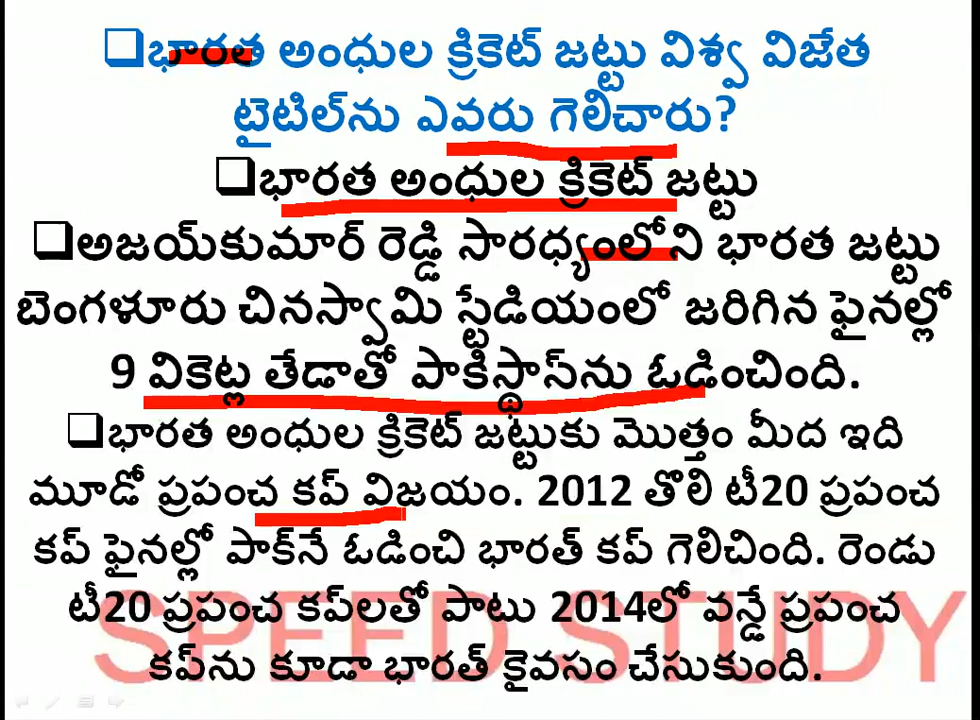 ❑భారత అంధుల క్రికెట్ జట్టు విశ్వ విజేత
టైటిల్‌ను ఎవరు గెలిచారు?
❑భారత అంధుల క్రికెట్ జట్టు
❑అజయ్‌కుమార్ రెడ్డి సారధ్యంలోని భారత జట్టు
బెంగళూరు చినస్వామి స్టేడియంలో జరిగిన ఫైనల్లో
9 వికెట్ల తేడాతో పాకిస్థాన్‌ను ఓడించింది.
❑భారత అంధుల క్రికెట్ జట్టుకు మొత్తం మీద ఇది
మూడో ప్రపంచ కప్ విజయం. 2012 తొలి టీ20 ప్రపంచ
కప్ ఫైనల్లో పాక్‌నే ఓడించి భారత్ కప్ గెలిచింది. రెండు
టీ20 ప్రపంచ కప్‌లతో పాటు 2014లో వన్డే ప్రపంచ
కప్‌ను కూడా భారత్ కైవసం చేసుకుంది.
SPEED STUDY